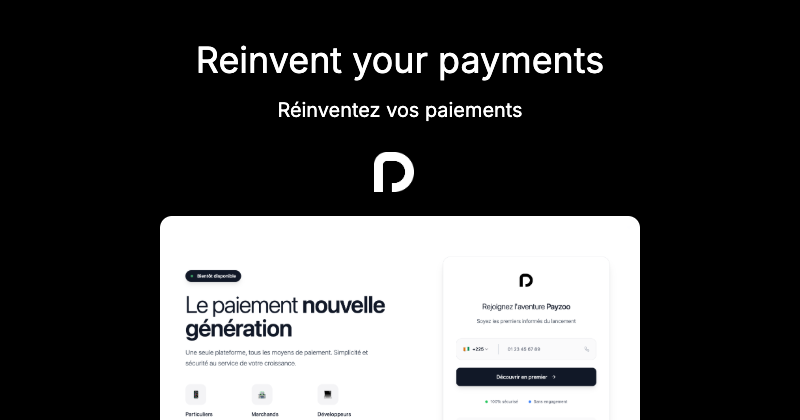 Reinvent your payments
Réinventez vos paiements
Bientôt disponible
Le paiement nouvelle
génération
Une seule plateforme, tous les moyens de paiement. Simplicité et
sécurité au service de votre croissance.
Particuliers
Marchands
Développeurs
Rejoignez l'aventure Payzoo
Soyez les premiers informés du lancement
+225
01 23 45 67 89
Découvrir en premier →
100% sécurisé
Sans engagement